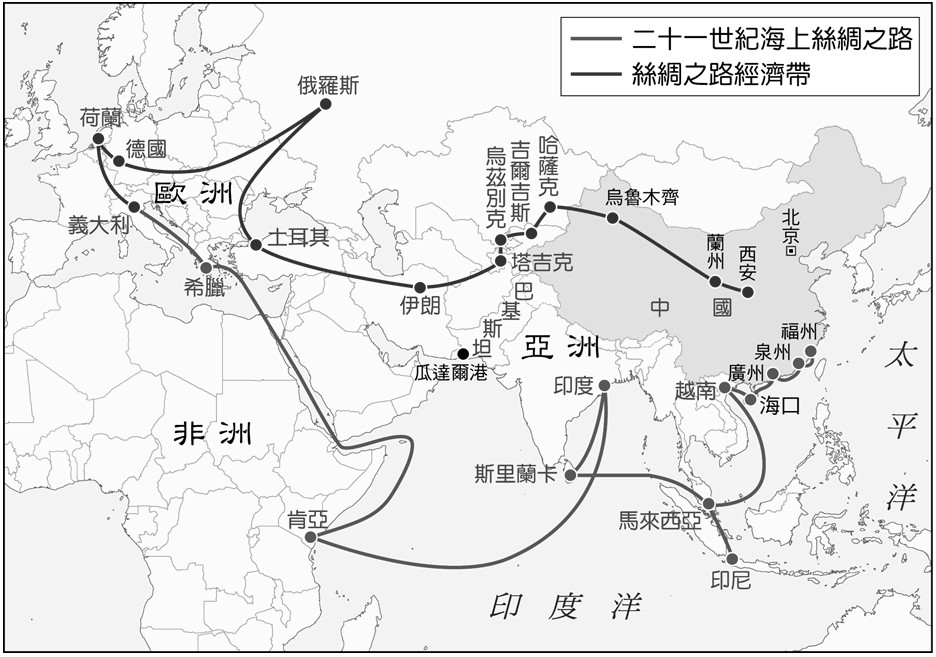 二十一世紀海上絲綢之路
絲綢之路經濟帶
俄羅斯
荷蘭
德國
歐洲
義大利
希臘
土耳其
伊朗
烏茲別克
吉爾吉斯
哈薩克
塔吉克
烏魯木齊
蘭州
西安
北京
中國
巴基斯坦
瓜達爾港
亞洲
印度
福州
泉州
廣州
海口
越南
太平洋
非洲
斯里蘭卡
馬來西亞
肯亞
印尼
印度洋